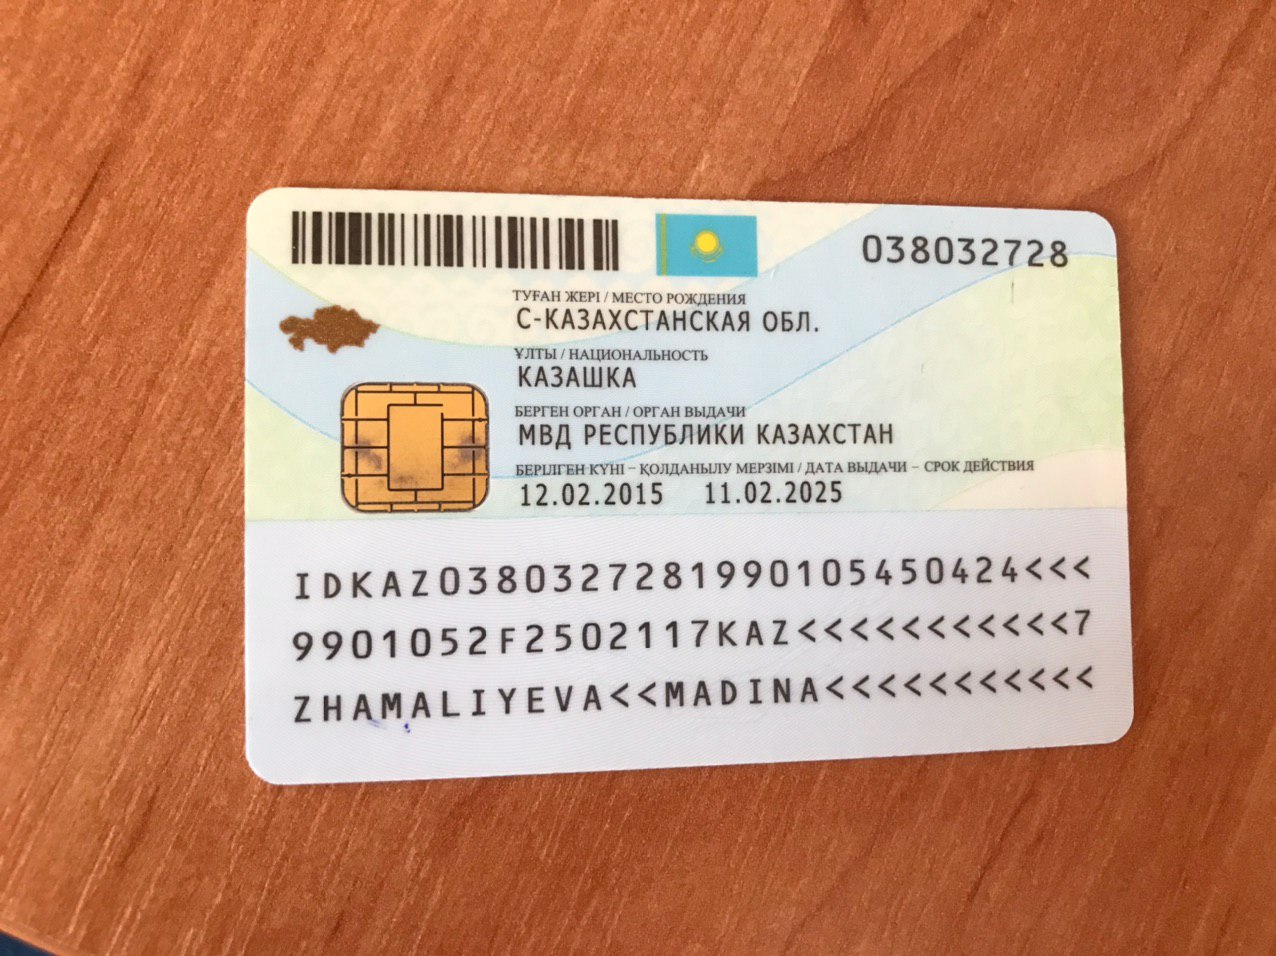 038032728
ТУҒАН ЖЕРІ / МЕСТО РОЖДЕНИЯ
С-КАЗАХСТАНСКАЯ ОБЛ.
ҰЛТЫ / НАЦИОНАЛЬНОСТЬ
КАЗАШКА
БЕРГЕН ОРГАН / ОРГАН ВЫДАЧИ
МВД РЕСПУБЛИКИ КАЗАХСТАН
БЕРІЛГЕН КҮНІ – ҚОЛДАНЫЛУ МЕРЗІМІ / ДАТА ВЫДАЧИ – СРОК ДЕЙСТВИЯ
12.02.2015 11.02.2025
IDKAZ0380327281990105450424<<<
9901052F2502117KAZ<<<<<<<<<<<7
ZHAMALIYEVA<<MADINA<<<<<<<<<<<